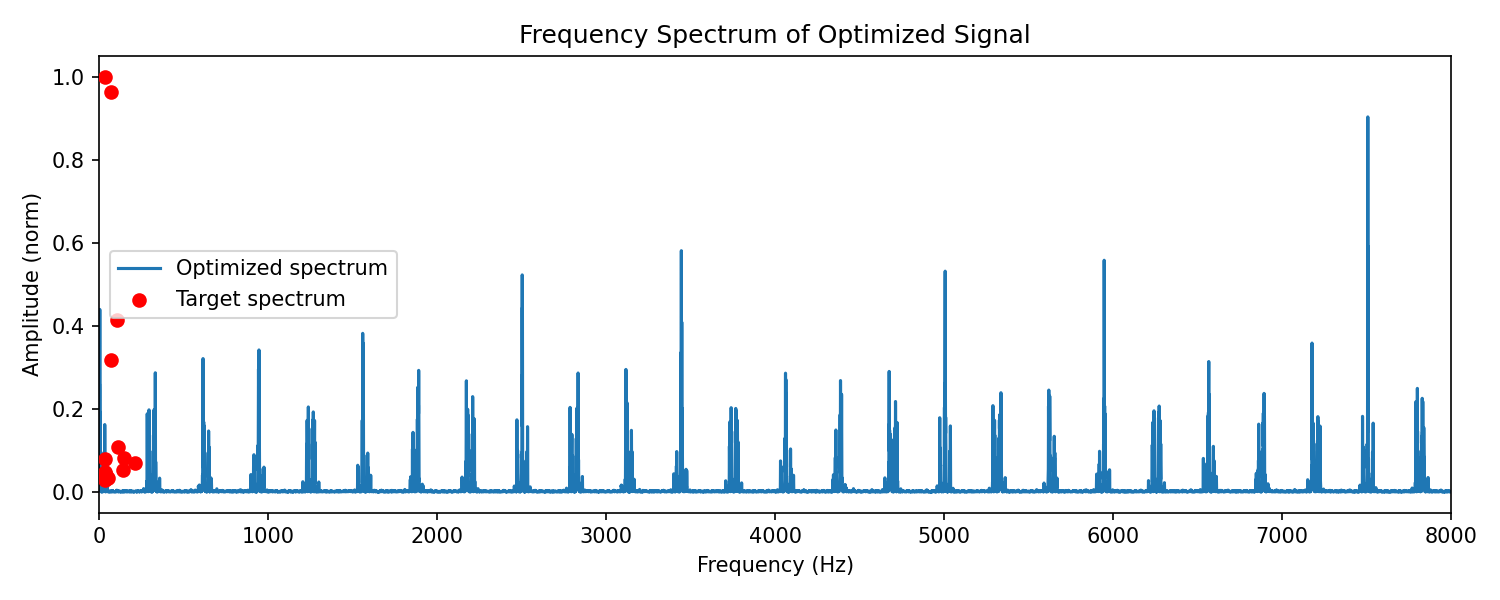 Frequency Spectrum of Optimized Signal
Amplitude (norm)
1.0
0.8
0.6
0.4
0.2
0.0
Optimized spectrum
Target spectrum
0 1000 2000 3000 4000 5000 6000 7000 8000
Frequency (Hz)